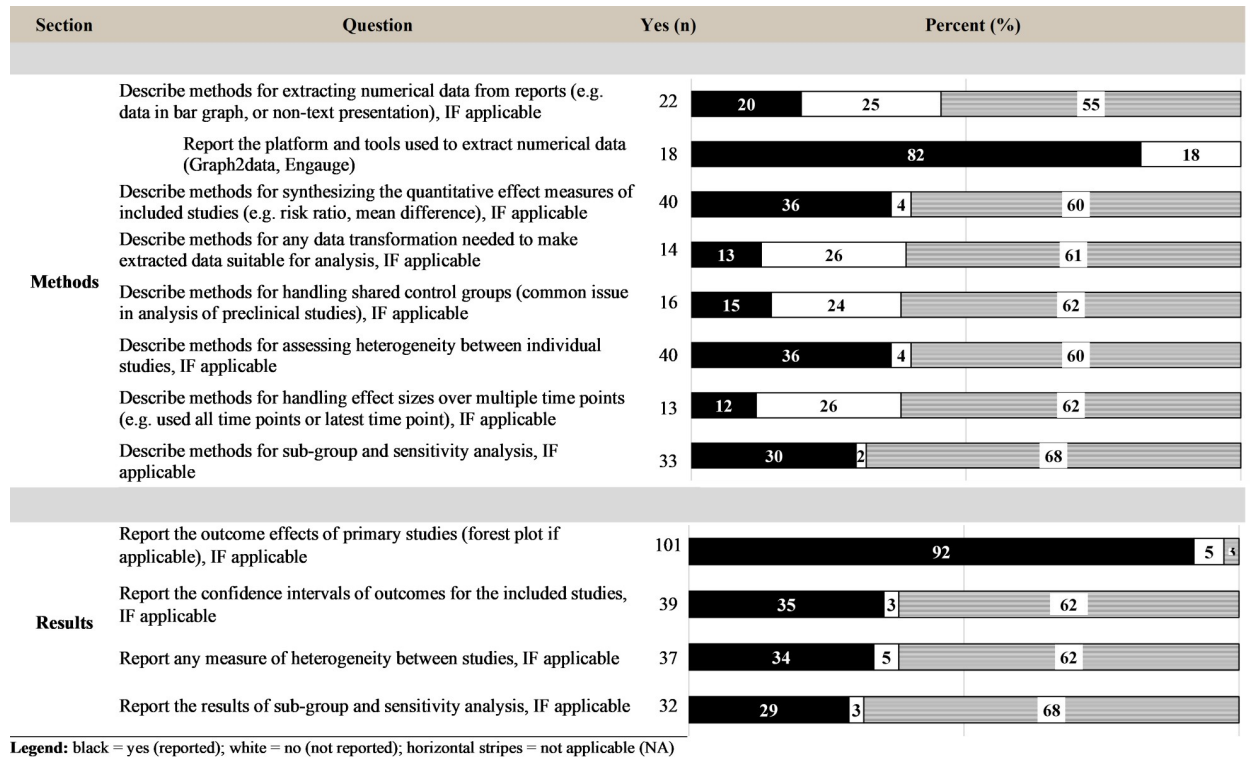 Section Question Yes (n) Percent (%)
Describe methods for extracting numerical data from reports (e.g.
data in bar graph, or non-text presentation), IF applicable
22 20 25 55
Report the platform and tools used to extract numerical data
(Graph2data, Engauge)
18 82 18
Describe methods for synthesizing the quantitative effect measures of
included studies (e.g. risk ratio, mean difference), IF applicable
40 36 4 60
Describe methods for any data transformation needed to make
extracted data suitable for analysis, IF applicable
14 13 26 61
Methods
Describe methods for handling shared control groups (common issue
in analysis of preclinical studies), IF applicable
16 15 24 62
Describe methods for assessing heterogeneity between individual
studies, IF applicable
40 36 4 60
Describe methods for handling effect sizes over multiple time points
(e.g. used all time points or latest time point), IF applicable
13 12 26 62
Describe methods for sub-group and sensitivity analysis, IF
applicable
33 30 2 68
Report the outcome effects of primary studies (forest plot if
applicable), IF applicable
101 92 5 3
Report the confidence intervals of outcomes for the included studies,
IF applicable
39 35 3 62
Results
Report any measure of heterogeneity between studies, IF applicable
37 34 5 62
Report the results of sub-group and sensitivity analysis, IF applicable
32 29 3 68
Legend: black = yes (reported); white = no (not reported); horizontal stripes = not applicable (NA)